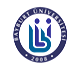 BAYBURT ÜNİVERSİTESİ
• 2008 •